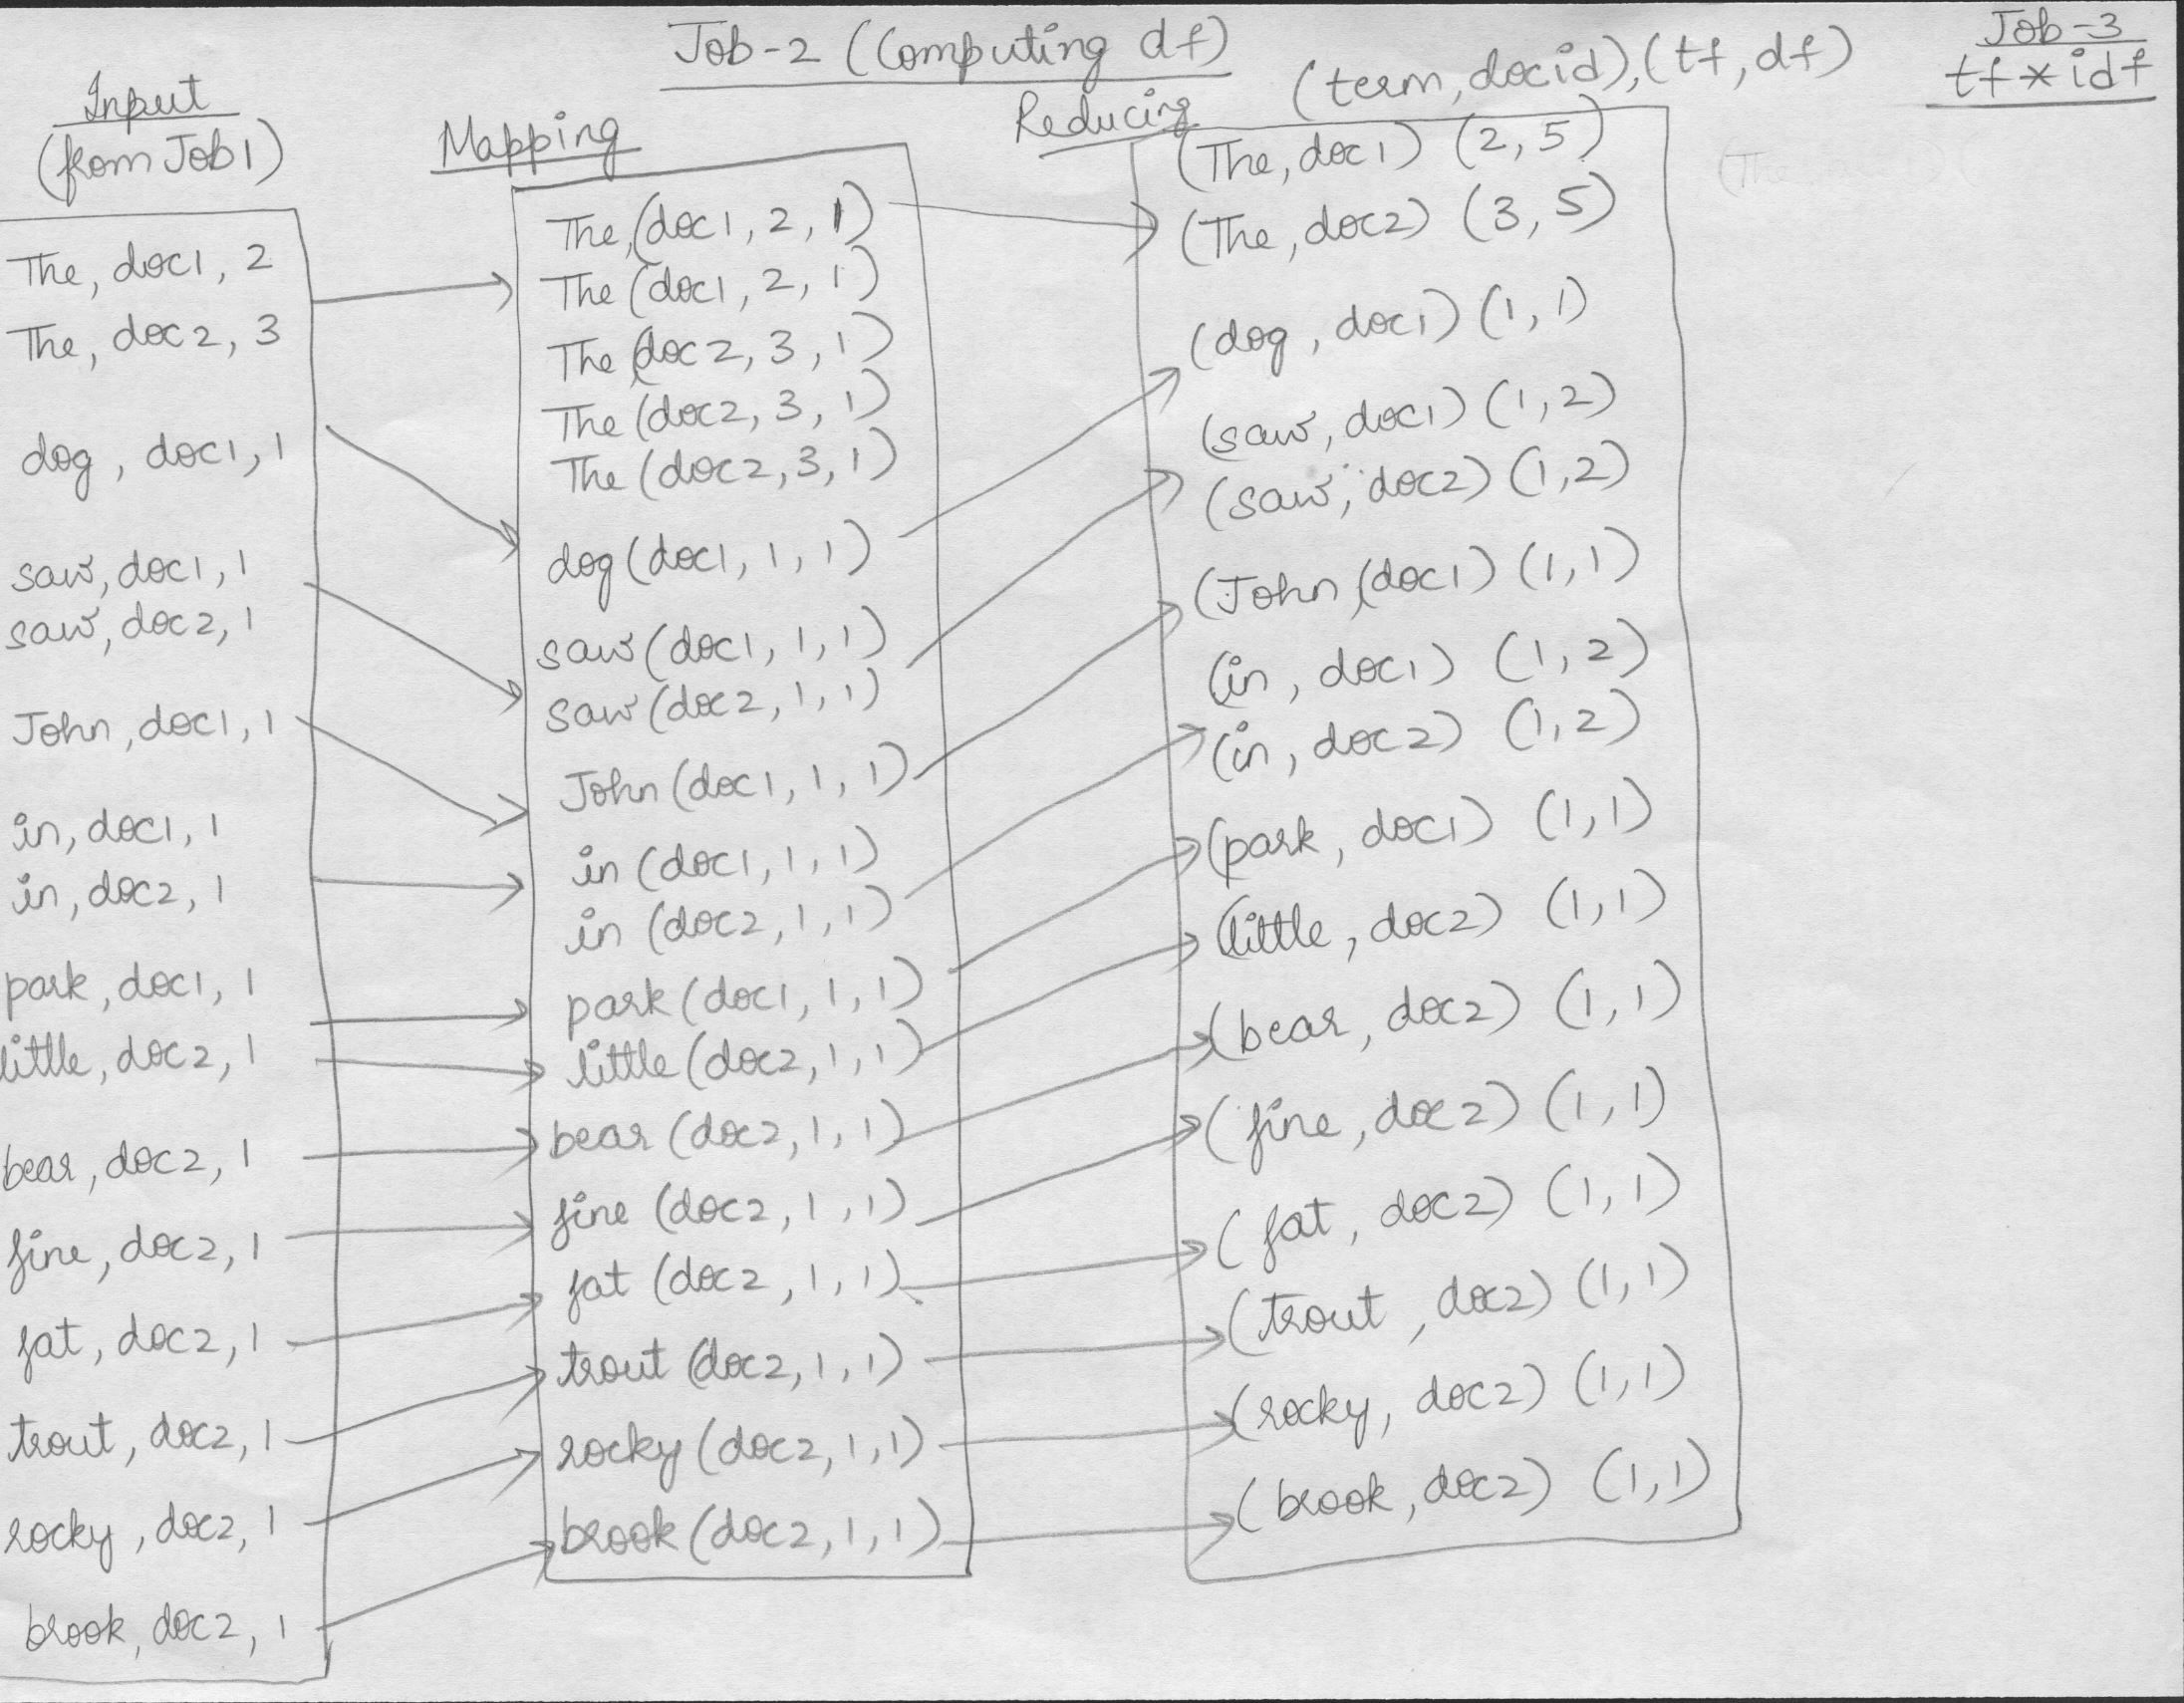 Job-2 (Computing df)
Job-3
tf * idf
Input
(from Job1)
The, doc1, 2
The, doc2, 3
dog, doc1, 1
saw, doc1, 1
saw, doc2, 1
John, doc1, 1
in, doc1, 1
in, doc2, 1
park, doc1, 1
little, doc2, 1
bear, doc2, 1
fine, doc2, 1
fat, doc2, 1
trout, doc2, 1
rocky, doc2, 1
brook, doc2, 1
Mapping
The, (doc1, 2, 1)
The (doc1, 2, 1)
The, (doc2, 3, 1)
The (doc2, 3, 1)
The (doc2, 3, 1)
dog (doc1, 1, 1)
saw (doc1, 1, 1)
saw (doc2, 1, 1)
John (doc1, 1, 1)
in (doc1, 1, 1)
in (doc2, 1, 1)
park (doc1, 1, 1)
little (doc2, 1, 1)
bear (doc2, 1, 1)
fine (doc2, 1, 1)
fat (doc2, 1, 1)
trout (doc2, 1, 1)
rocky (doc2, 1, 1)
brook (doc2, 1, 1)
Reducing
(term, docid), (tf, df)
(The, doc1) (2, 5)
(The, doc2) (3, 5)
(dog, doc1) (1, 1)
(saw, doc1) (1, 2)
(saw, doc2) (1, 2)
(John, (doc1) (1, 1)
(in, doc1) (1, 2)
(in, doc2) (1, 2)
(park, doc1) (1, 1)
(little, doc2) (1, 1)
(bear, doc2) (1, 1)
(fine, doc2) (1, 1)
(fat, doc2) (1, 1)
(trout, doc2) (1, 1)
(rocky, doc2) (1, 1)
(brook, doc2) (1, 1)